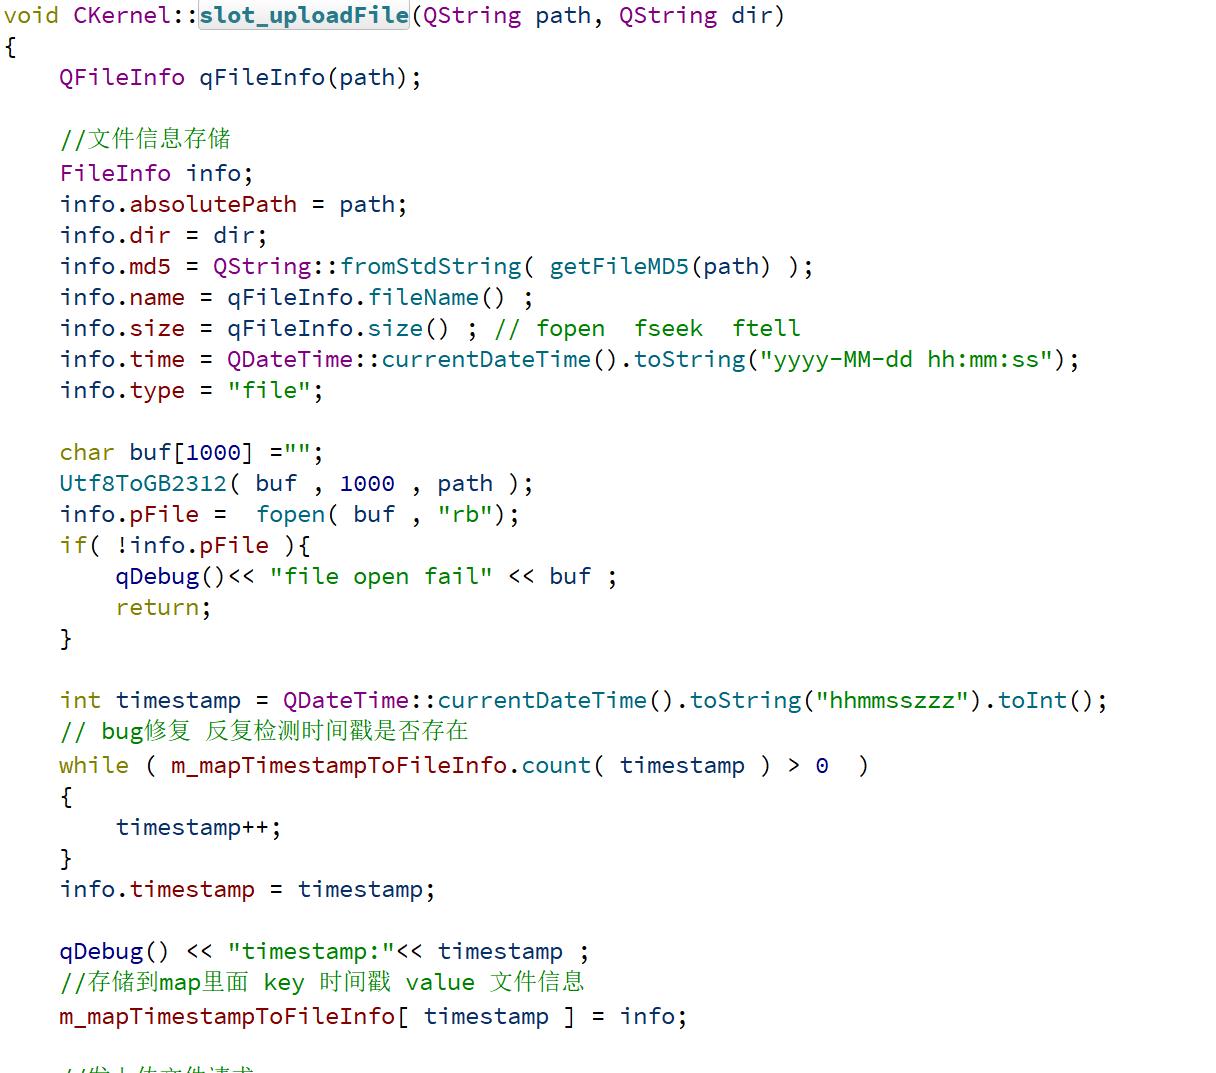 void CKernel::slot_uploadFile(QString path, QString dir)
{
    QFileInfo qFileInfo(path);
    //文件信息存储
    FileInfo info;
    info.absolutePath = path;
    info.dir = dir;
    info.md5 = QString::fromStdString( getFileMD5(path) );
    info.name = qFileInfo.fileName() ;
    info.size = qFileInfo.size() ; // fopen  fseek  ftell
    info.time = QDateTime::currentDateTime().toString("yyyy-MM-dd hh:mm:ss");
    info.type = "file";
    char buf[1000] ="";
    Utf8ToGB2312( buf , 1000 , path );
    info.pFile =  fopen( buf , "rb");
    if( !info.pFile ){
        qDebug()<< "file open fail" << buf ;
        return;
    }
    int timestamp = QDateTime::currentDateTime().toString("hhmmsszzz").toInt();
    // bug修复 反复检测时间戳是否存在
    while ( m_mapTimestampToFileInfo.count( timestamp ) > 0  )
    {
        timestamp++;
    }
    info.timestamp = timestamp;
    qDebug() << "timestamp:"<< timestamp ;
    //存储到map里面 key 时间戳 value 文件信息
    m_mapTimestampToFileInfo[ timestamp ] = info;